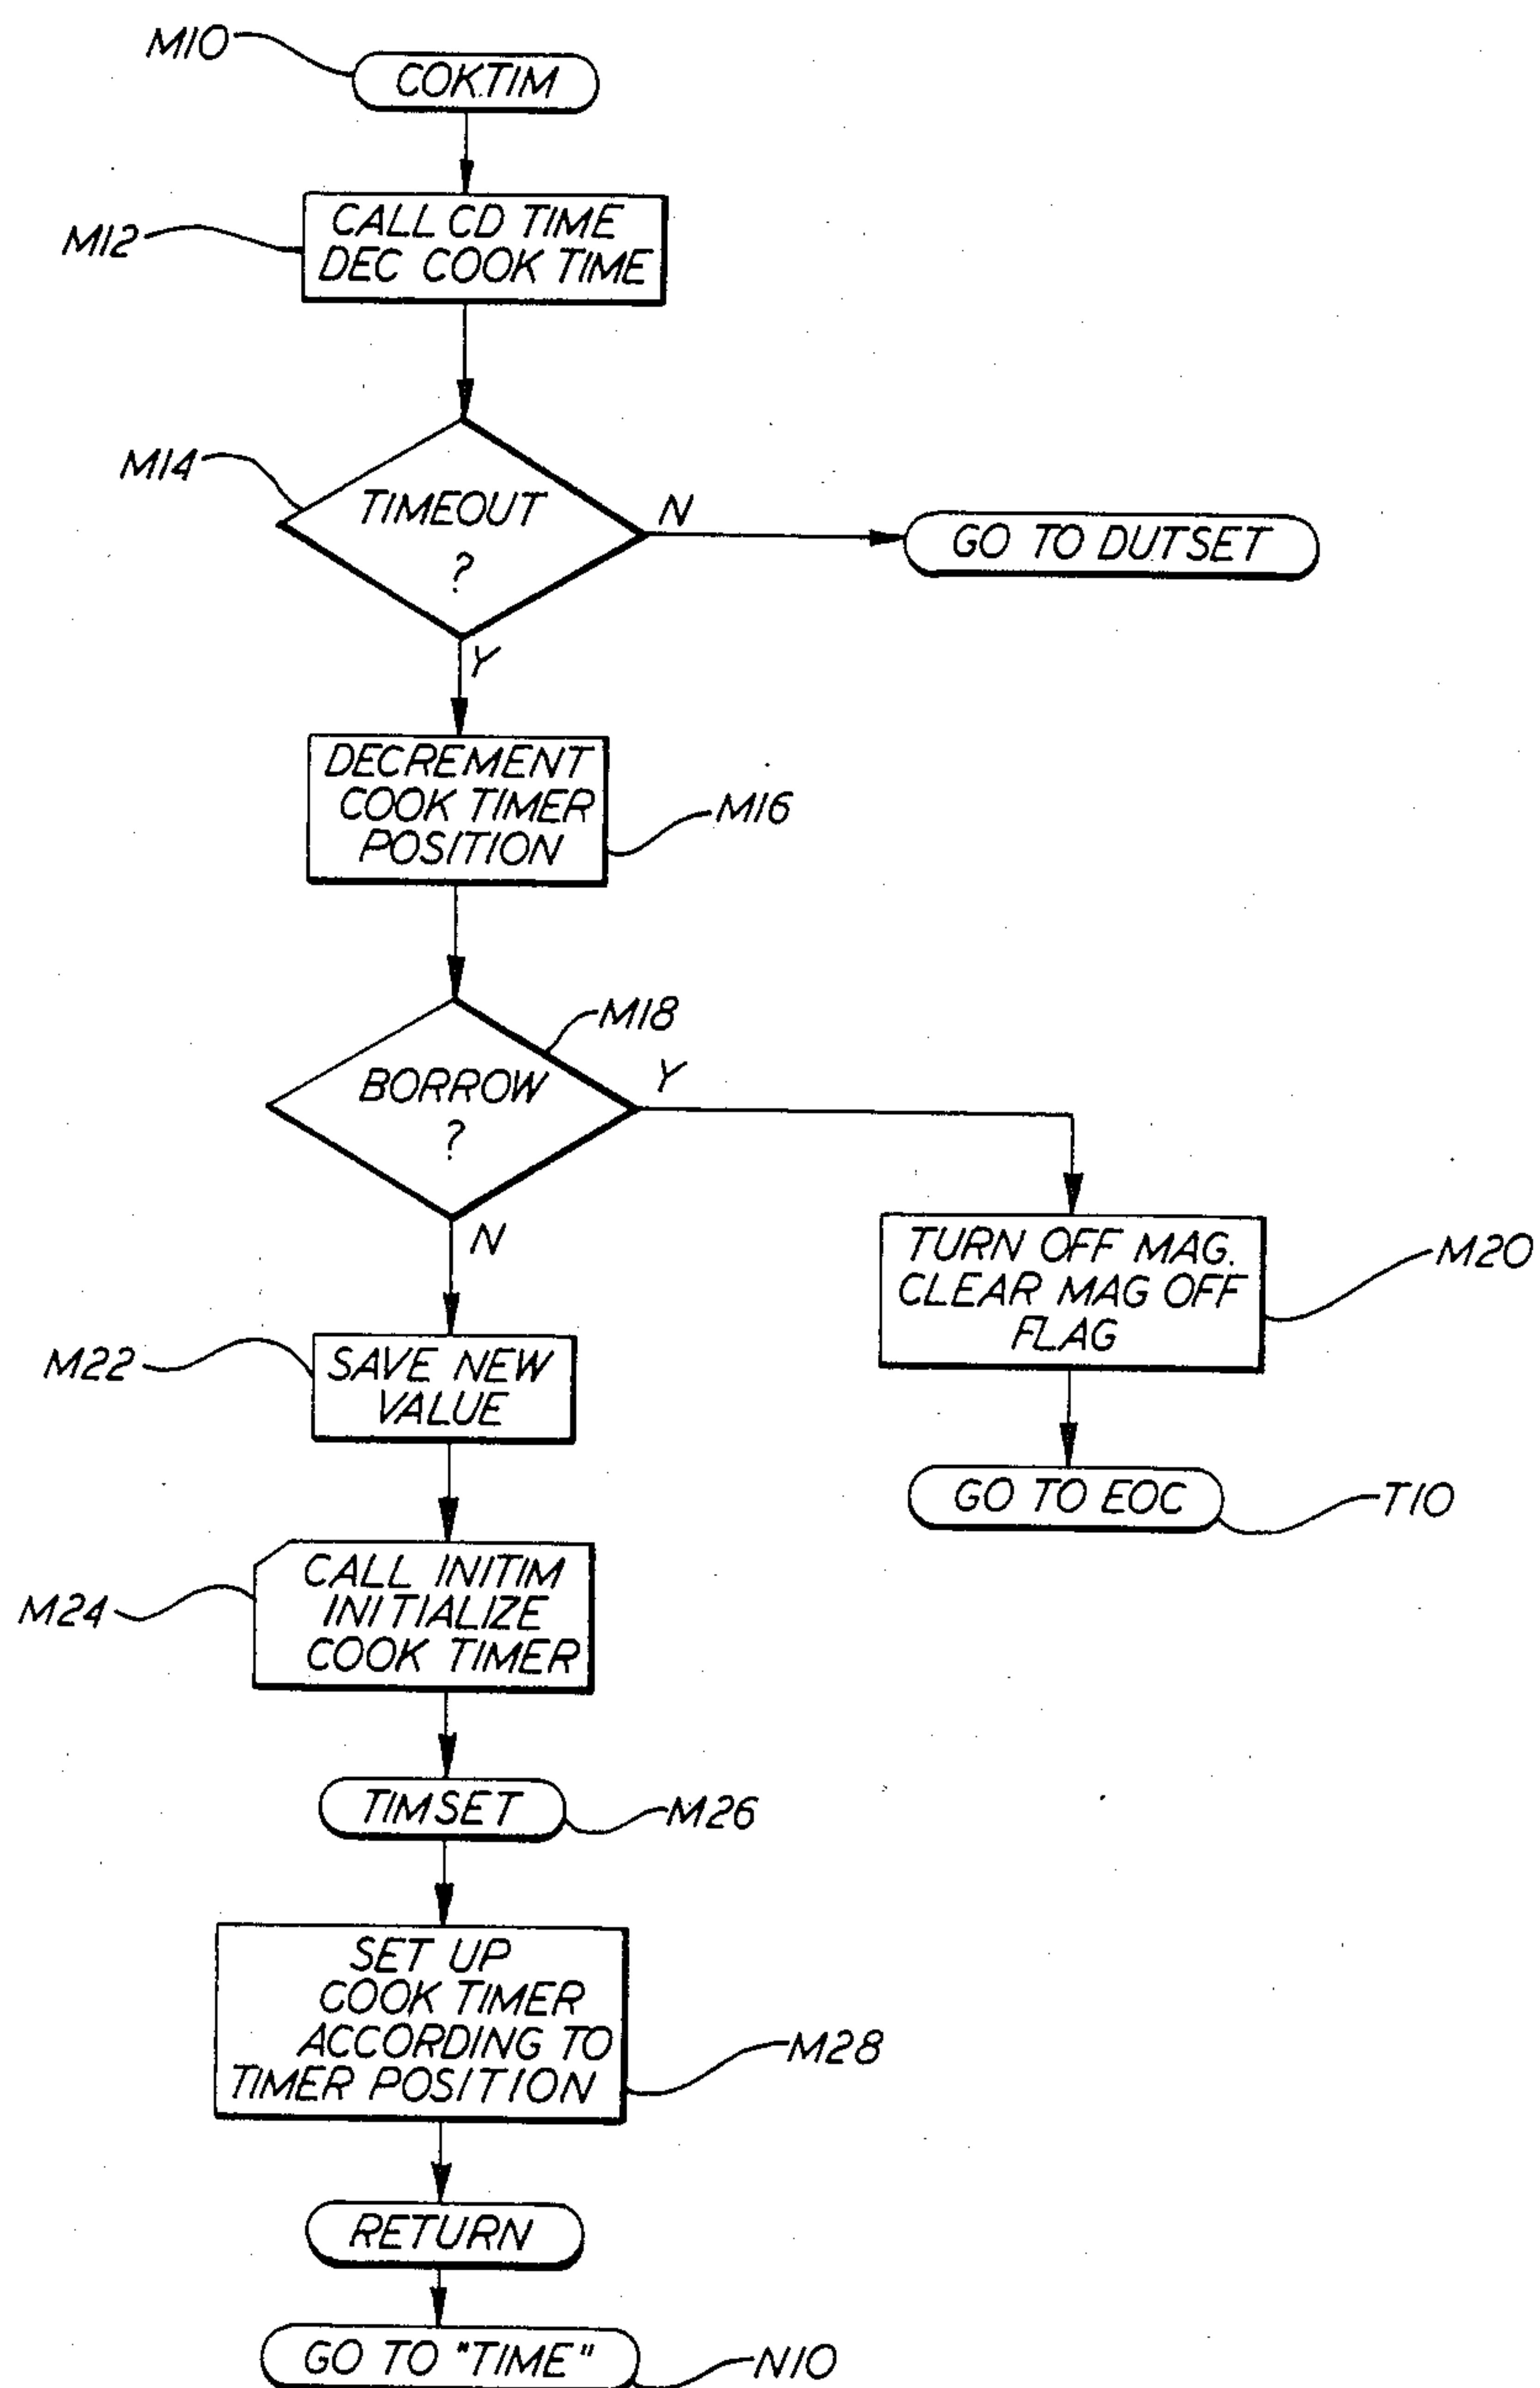 M10
COKTIM
M12
CALL CD TIME
DEC COOK TIME
M14
TIMEOUT
?
N
GO TO DUTSET
Y
DECREMENT
COOK TIMER
POSITION
M16
M18
BORROW
?
Y
N
TURN OFF MAG.
CLEAR MAG OFF
FLAG
M20
M22
SAVE NEW
VALUE
GO TO EOC
T10
M24
CALL INITIM
INITIALIZE
COOK TIMER
TIMSET
M26
SET UP
COOK TIMER
ACCORDING TO
TIMER POSITION
M28
RETURN
GO TO "TIME"
N10